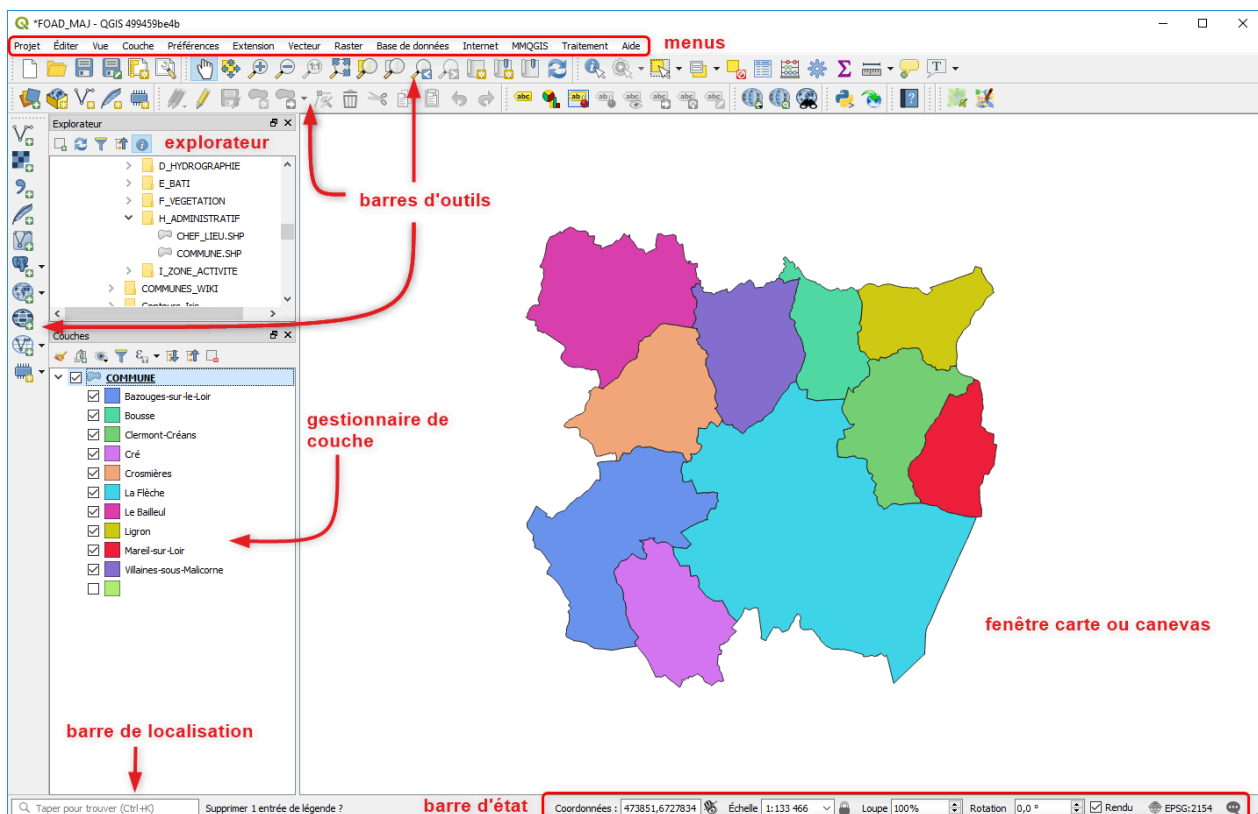 *FOAD_MAJ - QGIS 499459be4b
Projet Éditer Vue Couche Préférences Extension Vecteur Raster Base de données Internet MMQGIS Traitement Aide
menus
Explorateur
explorateur
D_HYDROGRAPHIE
E_BATI
F_VEGETATION
H_ADMINISTRATIF
CHEF_LIEU.SHP
COMMUNE.SHP
I_ZONE_ACTIVITE
COMMUNES_WIKI
Contours_Iris
barres d'outils
Couches
COMMUNE
Bazouges-sur-le-Loir
Bousse
Clermont-Créans
Cré
Crosmières
La Flèche
Le Bailleul
Ligron
Mareil-sur-Loir
Villaines-sous-Malicorne
gestionnaire de
couche
fenêtre carte ou canevas
barre de localisation
Taper pour trouver (Ctrl+K)
Supprimer 1 entrée de légende ?
barre d'état
Coordonnées : 473851,6727834 Échelle 1:133 466 Loupe 100% Rotation 0,0 ° Rendu EPSG:2154